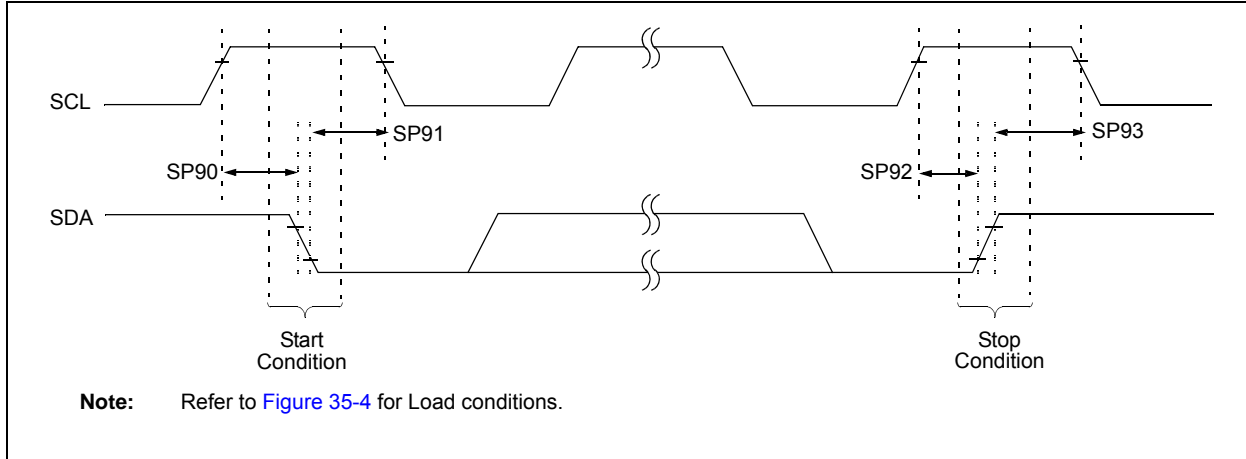 SCL
SP91
SP93
SP90
SP92
SDA
Start
Condition
Stop
Condition
Note: Refer to Figure 35-4 for Load conditions.